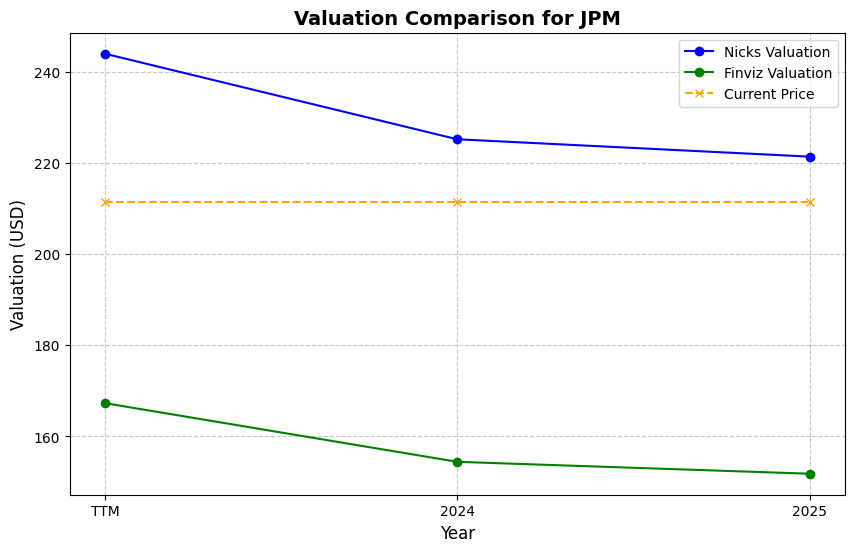 Valuation Comparison for JPM
Nicks Valuation
Finviz Valuation
Current Price
Valuation (USD)
240
220
200
180
160
TTM
2024
2025
Year